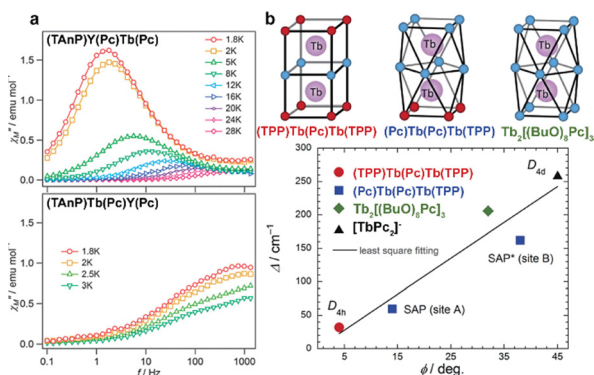 a
(TAnP)Y(Pc)Tb(Pc)
1.5
1.0
0.5
0.0
χM″ / emu mol⁻
1.8K
2K
5K
8K
12K
16K
20K
24K
28K
(TAnP)Tb(Pc)Y(Pc)
1.5
1.0
0.5
0.0
χM″ / emu mol⁻
1.8K
2K
2.5K
3K
0.1 1 10 100 1000
f / Hz
b
Tb Tb Tb
Tb Tb Tb
(TPP)Tb(Pc)Tb(TPP) (Pc)Tb(Pc)Tb(TPP) Tb₂[(BuO)₈Pc]₃
300
250
200
150
100
50
0
Δ / cm⁻¹
(TPP)Tb(Pc)Tb(TPP)
(Pc)Tb(Pc)Tb(TPP)
Tb₂[(BuO)₈Pc]₃
[TbPc₂]⁻
least square fitting
D4d
SAP* (site B)
D4h
SAP (site A)
5 15 25 35 45
ϕ / deg.